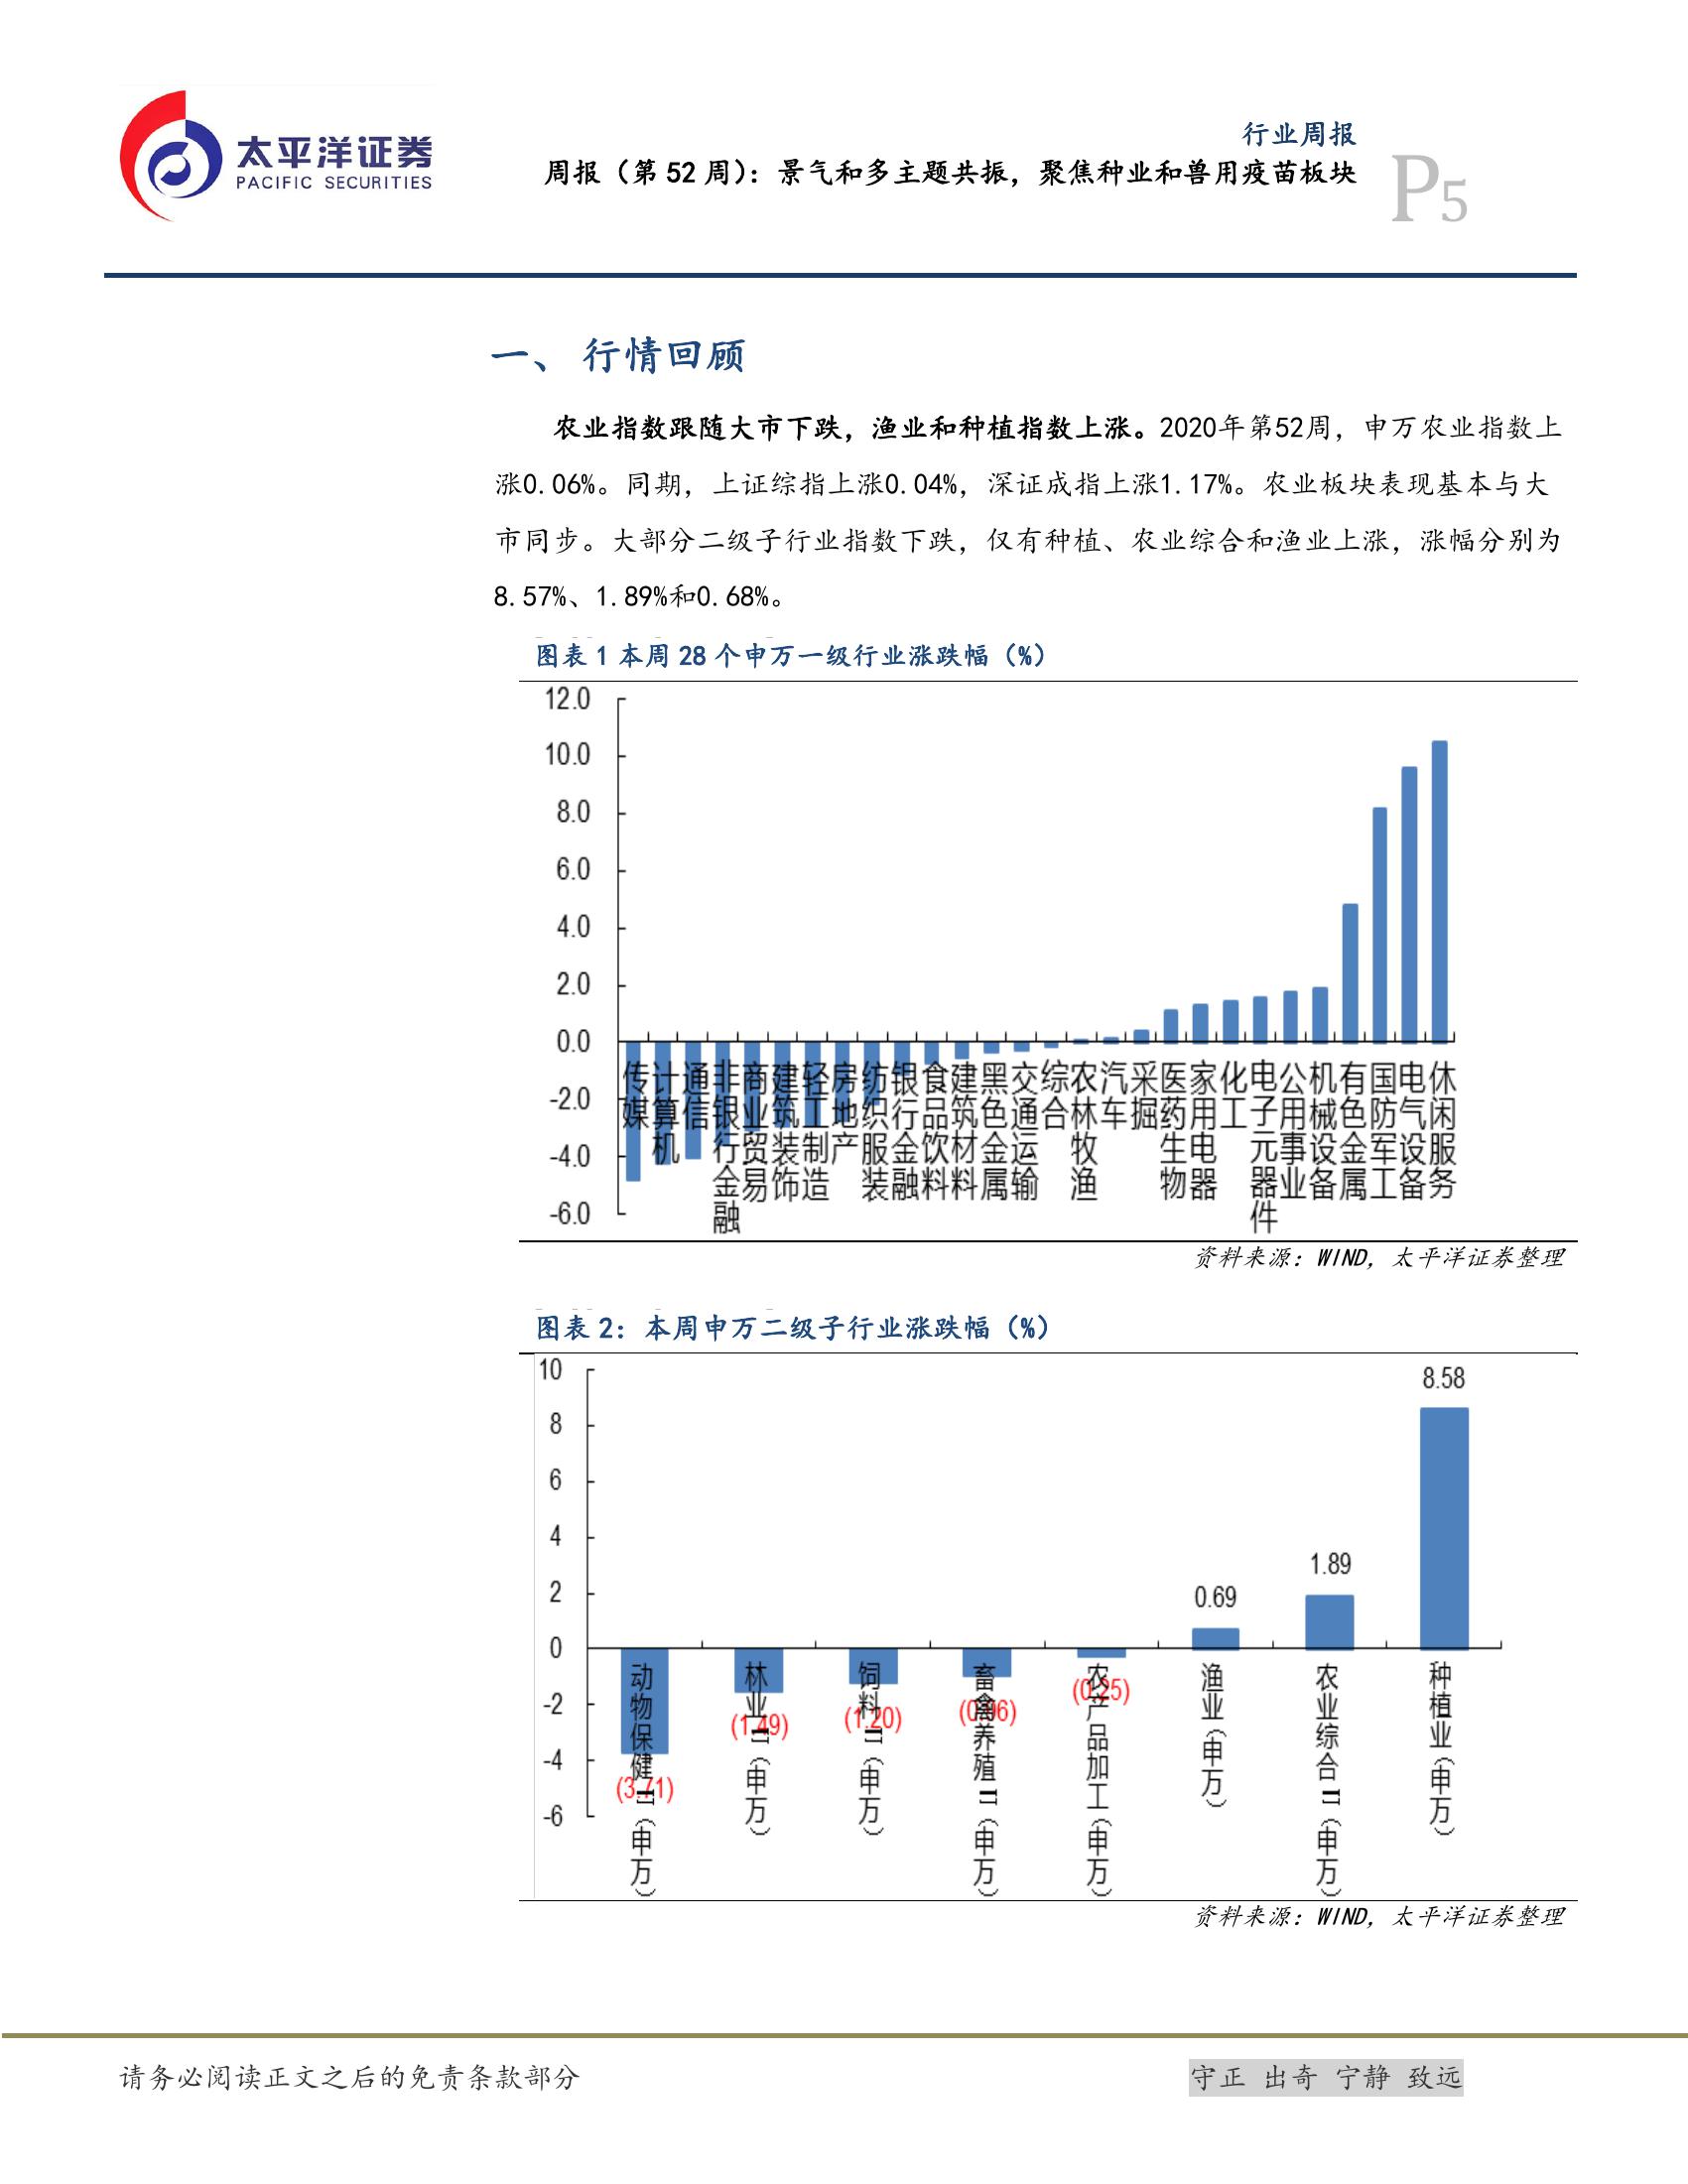 太平洋证券
PACIFIC SECURITIES
行业周报
周报（第 52 周）：景气和多主题共振，聚焦种业和兽用疫苗板块
P5
一、 行情回顾
农业指数跟随大市下跌，渔业和种植指数上涨。2020年第52周，申万农业指数上
涨0.06%。同期，上证综指上涨0.04%，深证成指上涨1.17%。农业板块表现基本与大
市同步。大部分二级子行业指数下跌，仅有种植、农业综合和渔业上涨，涨幅分别为
8.57%、1.89%和0.68%。
图表 1 本周 28 个申万一级行业涨跌幅（%）
12.0
10.0
8.0
6.0
4.0
2.0
0.0
-2.0
-4.0
-6.0
传媒
计算机
通信
非银行金融
商业贸易
建筑装饰
轻工制造
房地产
纺织服装
银行金融
食品饮料
建筑材料
黑色金属
交通运输
综合
农林牧渔
汽车
采掘
医药生物
家用电器
化工
电子元器件
公用事业
机械设备
有色金属
国防军工
电气设备
休闲服务
资料来源：WIND，太平洋证券整理
图表 2：本周申万二级子行业涨跌幅（%）
10
8
6
4
2
0
-2
-4
-6
(3.71)
(1.49)
(1.20)
(0.96)
(0.25)
0.69
1.89
8.58
动物保健II（申万）
林业II（申万）
饲料II（申万）
畜禽养殖II（申万）
农产品加工（申万）
渔业（申万）
农业综合II（申万）
种植业（申万）
资料来源：WIND，太平洋证券整理
请务必阅读正文之后的免责条款部分
守正 出奇 宁静 致远